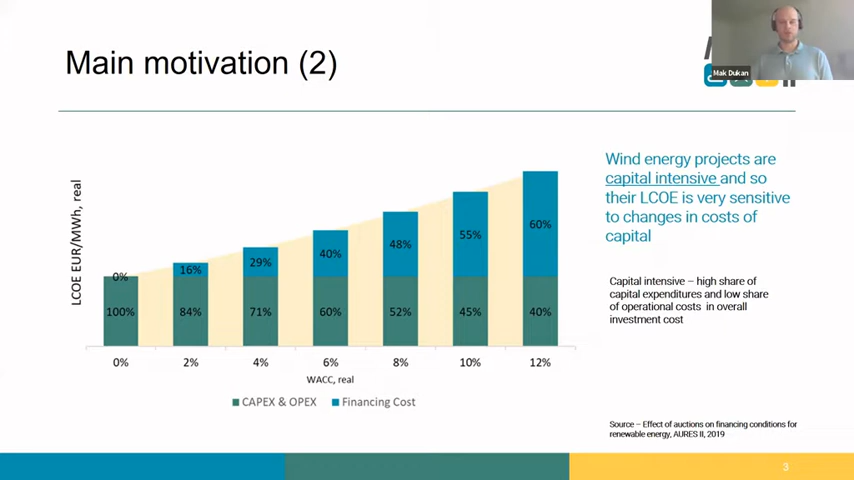 Main motivation (2)
Mak Dukan
LCOE EUR/MWh, real
0%
16%
29%
40%
48%
55%
60%
100%
84%
71%
60%
52%
45%
40%
0%
2%
4%
6%
8%
10%
12%
WACC, real
CAPEX & OPEX
Financing Cost
Wind energy projects are
capital intensive and so
their LCOE is very sensitive
to changes in costs of
capital
Capital intensive – high share of
capital expenditures and low share
of operational costs in overall
investment cost
Source – Effect of auctions on financing conditions for
renewable energy, AURES II, 2019
3